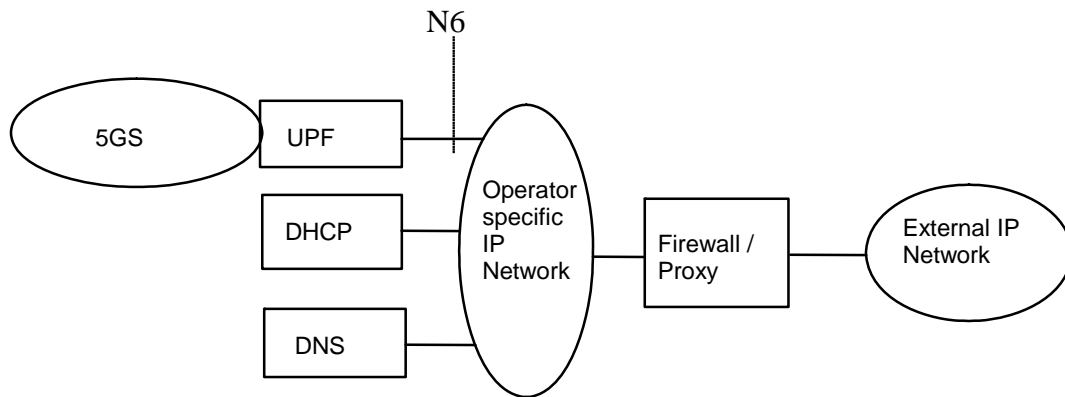 N6
5GS
UPF
DHCP
DNS
Operator
specific
IP
Network
Firewall /
Proxy
External IP
Network